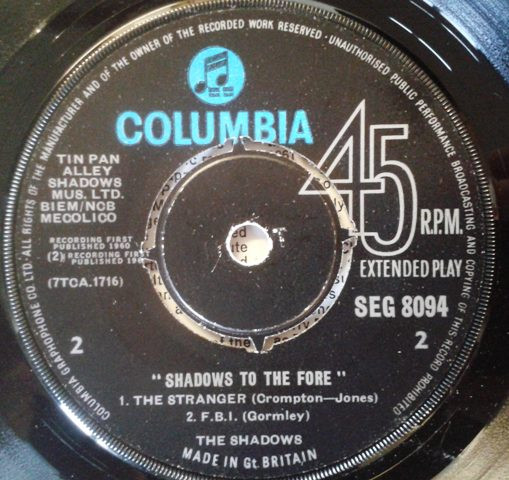 ALL RIGHTS OF THE MANUFACTURER AND OF THE OWNER OF THE RECORDED WORK RESERVED · UNAUTHORISED PUBLIC PERFORMANCE BROADCASTING AND COPYING OF THIS RECORD PROHIBITED
COLUMBIA GRAPHOPHONE CO. LTD.
COLUMBIA
TIN PAN
ALLEY
SHADOWS
MUS. LTD.
BIEM/NCB
MECOLICO
45
R.P.M.
EXTENDED PLAY
RECORDING FIRST
PUBLISHED 1960
(2) RECORDING FIRST
PUBLISHED
(7TCA.1716)
SEG 8094
2
2
"SHADOWS TO THE FORE"
1. THE STRANGER (Crompton—Jones)
2. F.B.I. (Gormley)
THE SHADOWS
MADE IN Gt. BRITAIN